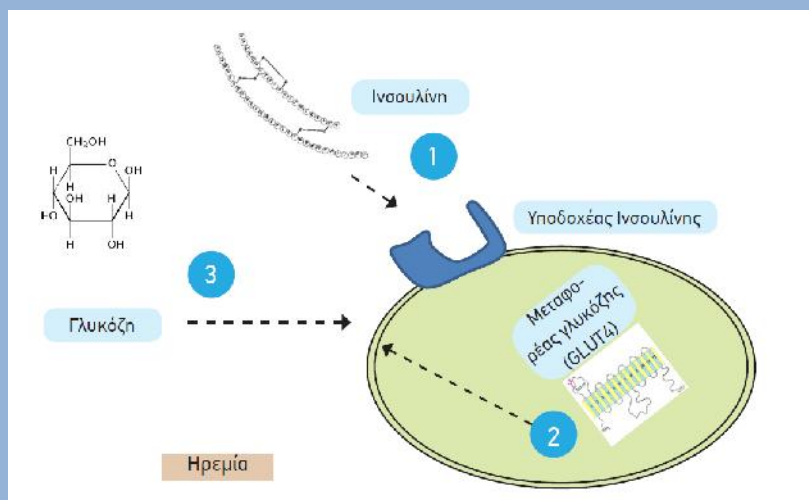 Ινσουλίνη
1
CH₂OH
H
O
OH
H
OH
H
HO
H
H
OH
Υποδοχέας Ινσουλίνης
3
Γλυκόζη
Μεταφο-
ρέας γλυκόζης
(GLUT4)
2
Ηρεμία